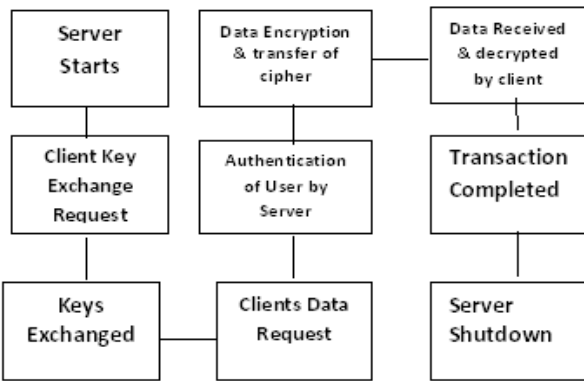 Server
Starts
Client Key
Exchange
Request
Keys
Exchanged
Clients Data
Request
Authentication
of User by
Server
Data Encryption
& transfer of
cipher
Data Received
& decrypted
by client
Transaction
Completed
Server
Shutdown